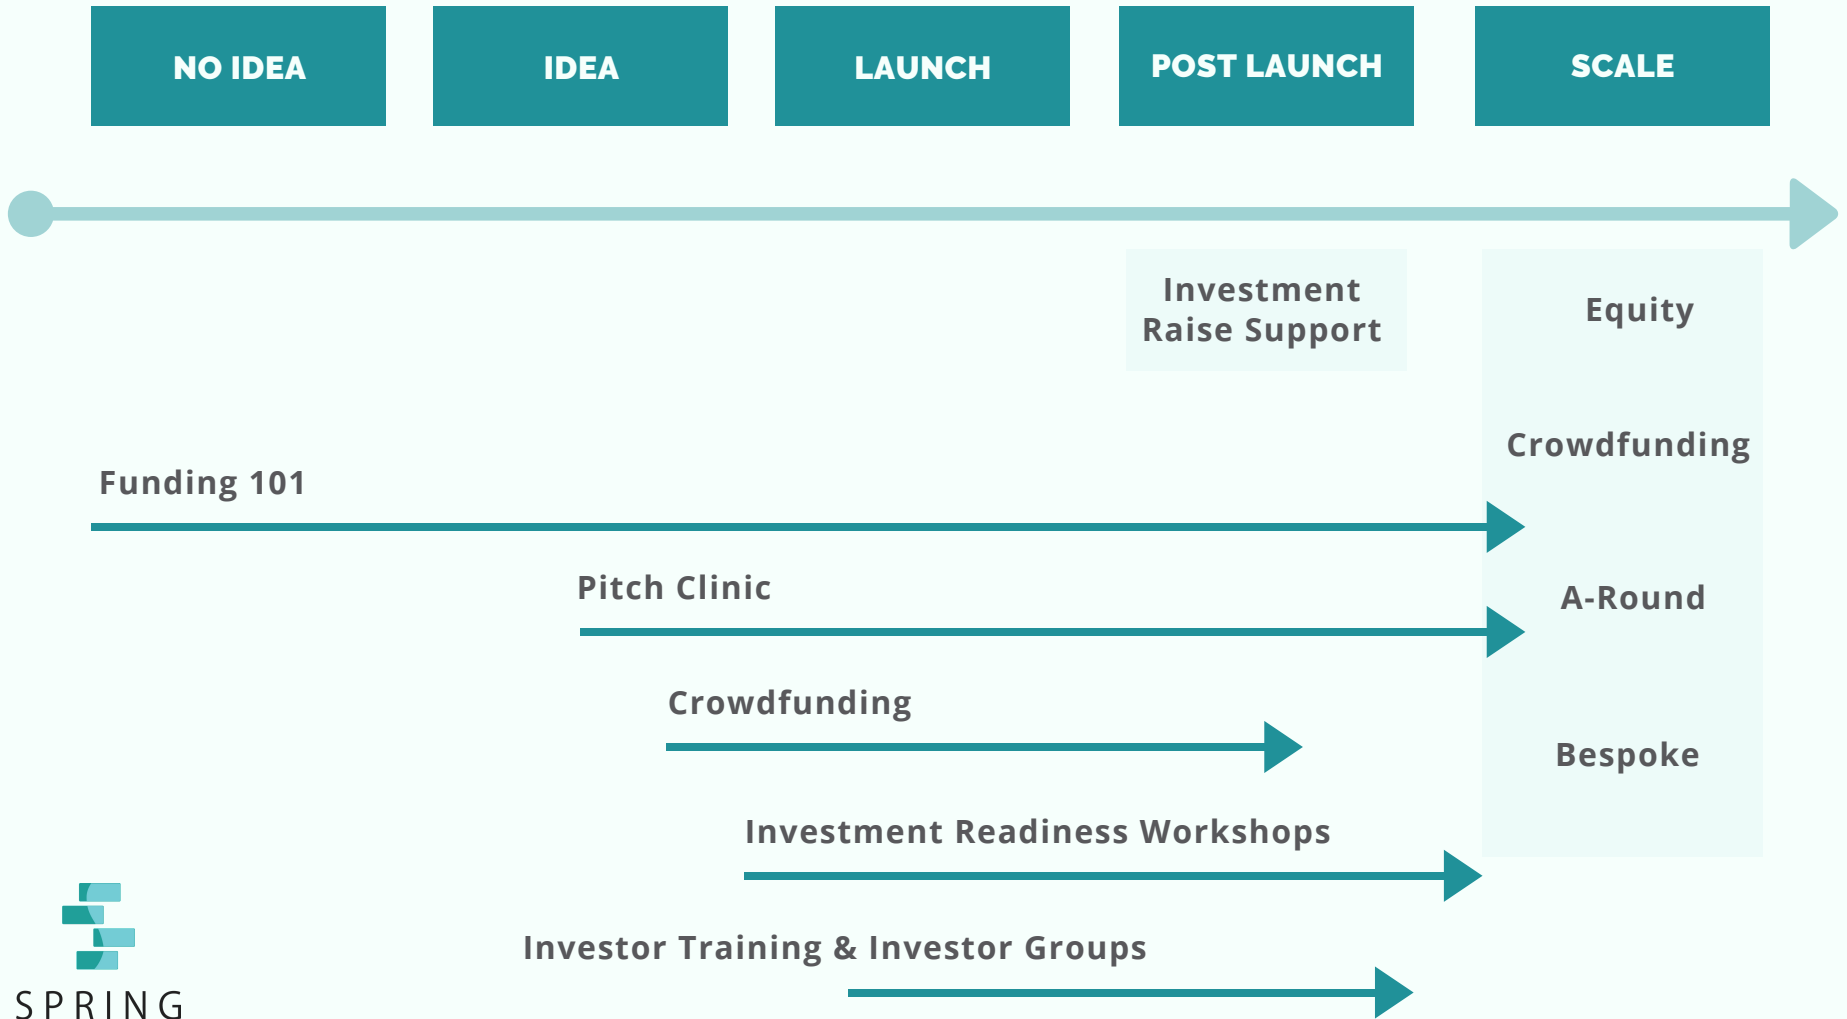 NO IDEA
IDEA
LAUNCH
POST LAUNCH
SCALE
Investment
Raise Support
Equity
Crowdfunding
Funding 101
Pitch Clinic
A-Round
Crowdfunding
Bespoke
Investment Readiness Workshops
Investor Training & Investor Groups
SPRING